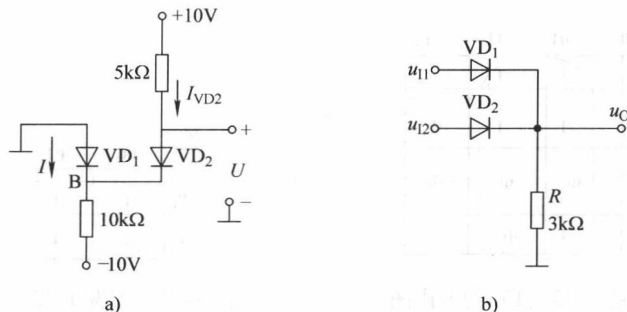 +10V
5kΩ
I_VD2
+
I
VD₁
VD₂
U
B
10kΩ
−
−10V
a)
VD₁
u_I1
VD₂
u_I2
u_O
R
3kΩ
b)